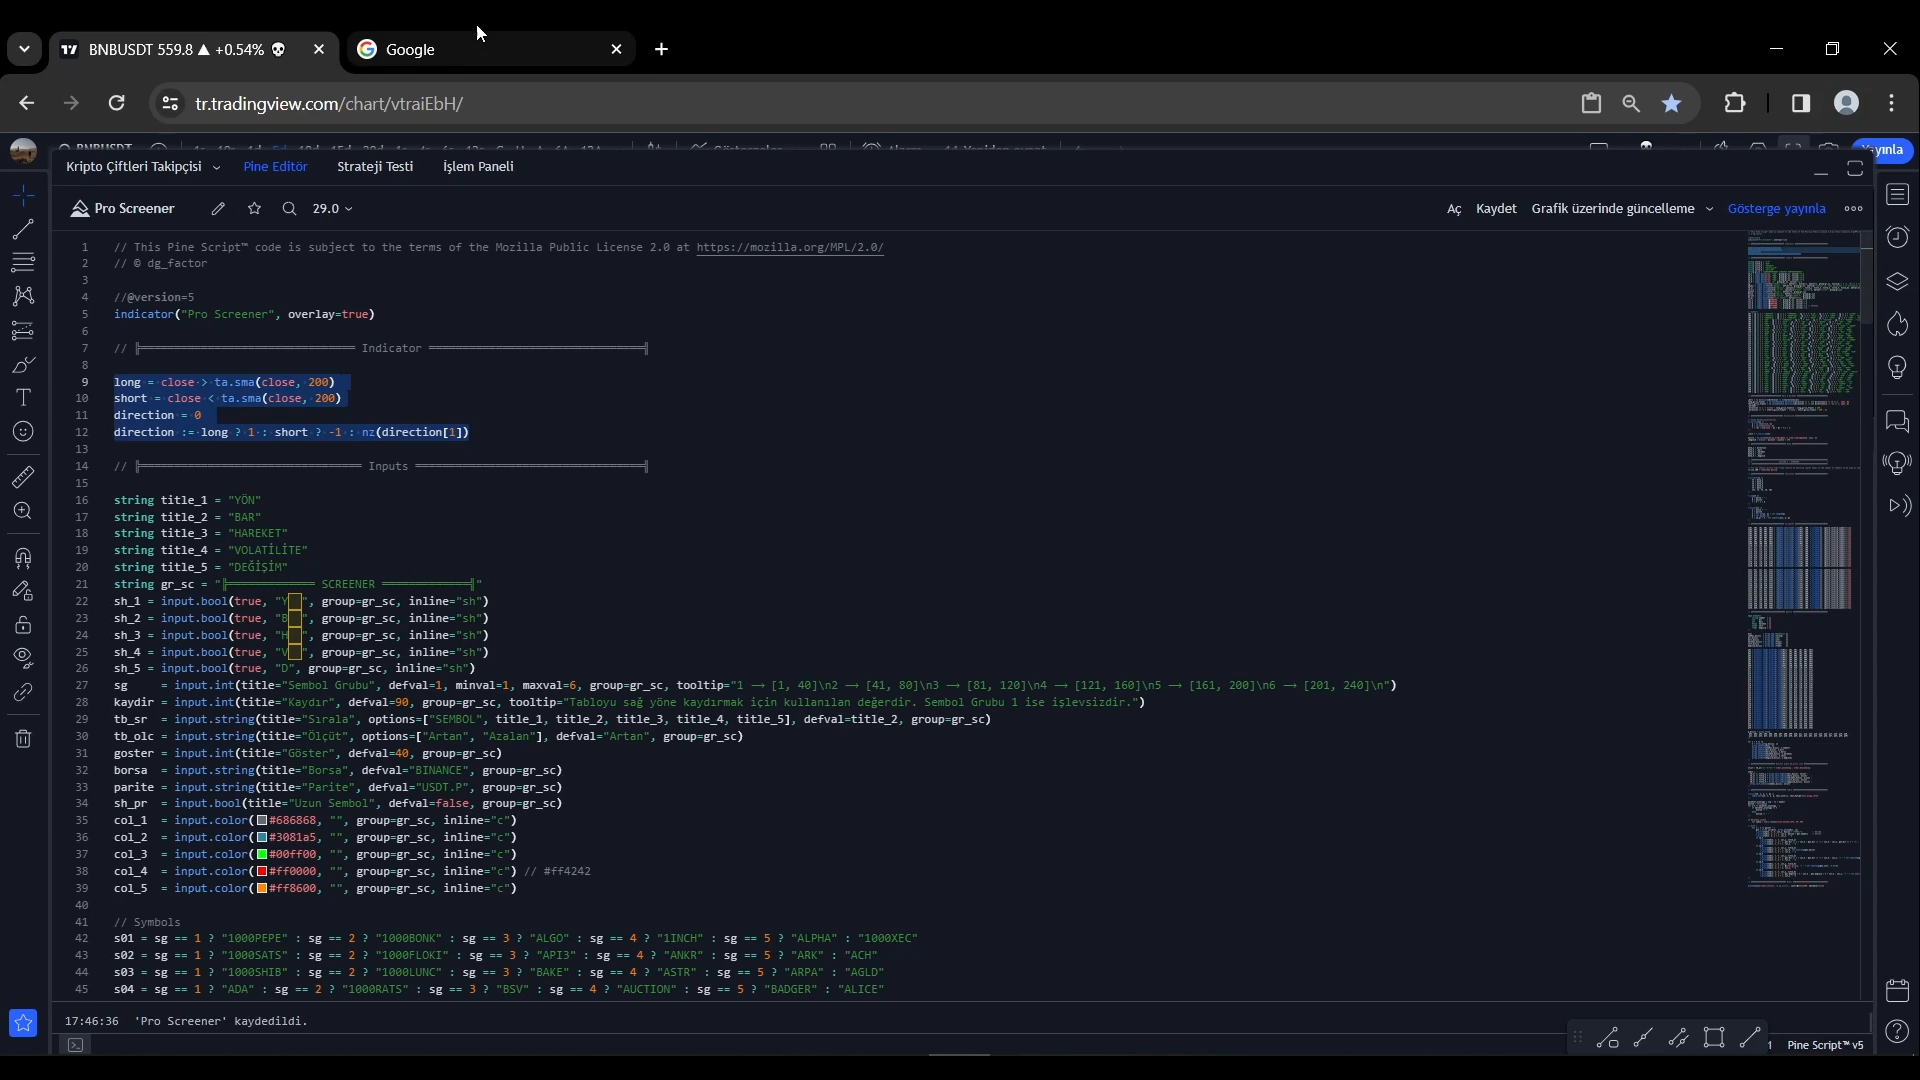 BNBUSDT 559.8 ▲ +0.54% 💀
Google
tr.tradingview.com/chart/vtraiEbH/
Kripto Çiftleri Takipçisi
Pine Editör
Strateji Testi
İşlem Paneli
Pro Screener
29.0
Aç
Kaydet
Grafik üzerinde güncelleme
Gösterge yayınla
1 // This Pine Script™ code is subject to the terms of the Mozilla Public License 2.0 at https://mozilla.org/MPL/2.0/
2 // © dg_factor
3
4 //@version=5
5 indicator("Pro Screener", overlay=true)
6
7 // ╠════════════════ Indicator ════════════════╣
8
9 long = close > ta.sma(close, 200)
10 short = close < ta.sma(close, 200)
11 direction = 0
12 direction := long ? 1 : short ? -1 : nz(direction[1])
13
14 // ╠════════════════ Inputs ════════════════╣
15
16 string title_1 = "YÖN"
17 string title_2 = "BAR"
18 string title_3 = "HAREKET"
19 string title_4 = "VOLATİLİTE"
20 string title_5 = "DEĞİŞİM"
21 string gr_sc = "╠═════════ SCREENER ═════════╣"
22 sh_1 = input.bool(true, "Y ", group=gr_sc, inline="sh")
23 sh_2 = input.bool(true, "B ", group=gr_sc, inline="sh")
24 sh_3 = input.bool(true, "H ", group=gr_sc, inline="sh")
25 sh_4 = input.bool(true, "V ", group=gr_sc, inline="sh")
26 sh_5 = input.bool(true, "D", group=gr_sc, inline="sh")
27 sg = input.int(title="Sembol Grubu", defval=1, minval=1, maxval=6, group=gr_sc, tooltip="1 → [1, 40]\n2 → [41, 80]\n3 → [81, 120]\n4 → [121, 160]\n5 → [161, 200]\n6 → [201, 240]\n")
28 kaydir = input.int(title="Kaydır", defval=90, group=gr_sc, tooltip="Tabloyu sağ yöne kaydırmak için kullanılan değerdir. Sembol Grubu 1 ise işlevsizdir.")
29 tb_sr = input.string(title="Sırala", options=["SEMBOL", title_1, title_2, title_3, title_4, title_5], defval=title_2, group=gr_sc)
30 tb_olc = input.string(title="Ölçüt", options=["Artan", "Azalan"], defval="Artan", group=gr_sc)
31 goster = input.int(title="Göster", defval=40, group=gr_sc)
32 borsa = input.string(title="Borsa", defval="BINANCE", group=gr_sc)
33 parite = input.string(title="Parite", defval="USDT.P", group=gr_sc)
34 sh_pr = input.bool(title="Uzun Sembol", defval=false, group=gr_sc)
35 col_1 = input.color(#686868, "", group=gr_sc, inline="c")
36 col_2 = input.color(#3081a5, "", group=gr_sc, inline="c")
37 col_3 = input.color(#00ff00, "", group=gr_sc, inline="c")
38 col_4 = input.color(#ff0000, "", group=gr_sc, inline="c") // #ff4242
39 col_5 = input.color(#ff8600, "", group=gr_sc, inline="c")
40
41 // Symbols
42 s01 = sg == 1 ? "1000PEPE" : sg == 2 ? "1000BONK" : sg == 3 ? "ALGO" : sg == 4 ? "1INCH" : sg == 5 ? "ALPHA" : "1000XEC"
43 s02 = sg == 1 ? "1000SATS" : sg == 2 ? "1000FLOKI" : sg == 3 ? "API3" : sg == 4 ? "ANKR" : sg == 5 ? "ARK" : "ACH"
44 s03 = sg == 1 ? "1000SHIB" : sg == 2 ? "1000LUNC" : sg == 3 ? "BAKE" : sg == 4 ? "ASTR" : sg == 5 ? "ARPA" : "AGLD"
45 s04 = sg == 1 ? "ADA" : sg == 2 ? "1000RATS" : sg == 3 ? "BSV" : sg == 4 ? "AUCTION" : sg == 5 ? "BADGER" : "ALICE"
17:46:36 'Pro Screener' kaydedildi.
Pine Script™ v5